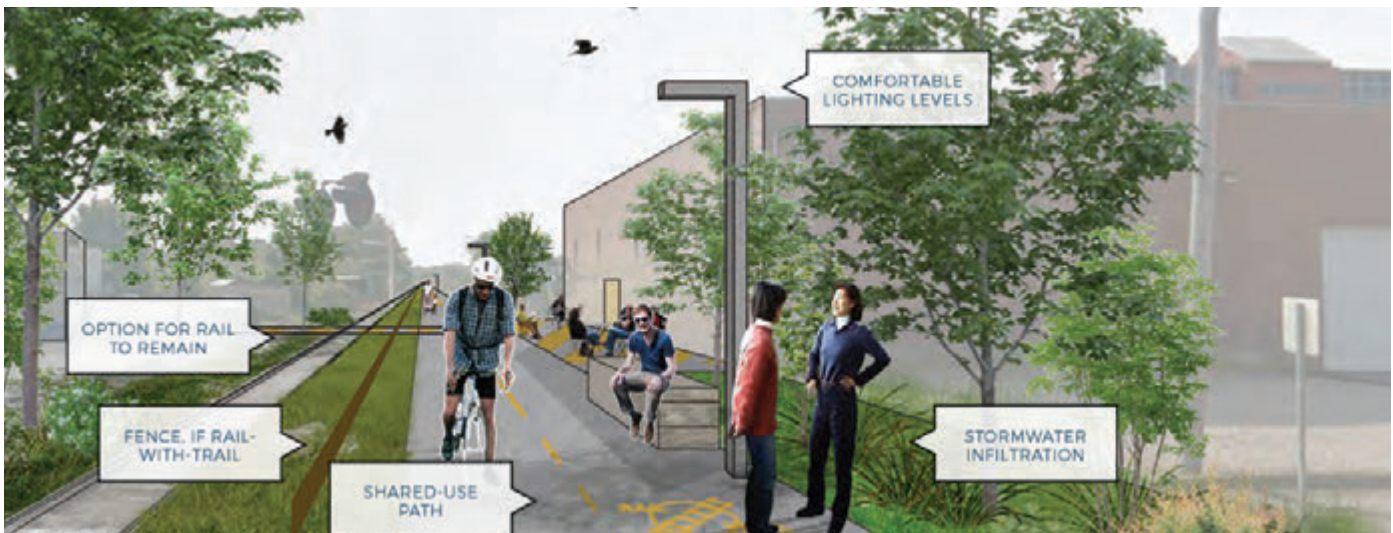 COMFORTABLE
LIGHTING LEVELS
OPTION FOR RAIL
TO REMAIN
FENCE, IF RAIL-
WITH-TRAIL
SHARED-USE
PATH
STORMWATER
INFILTRATION